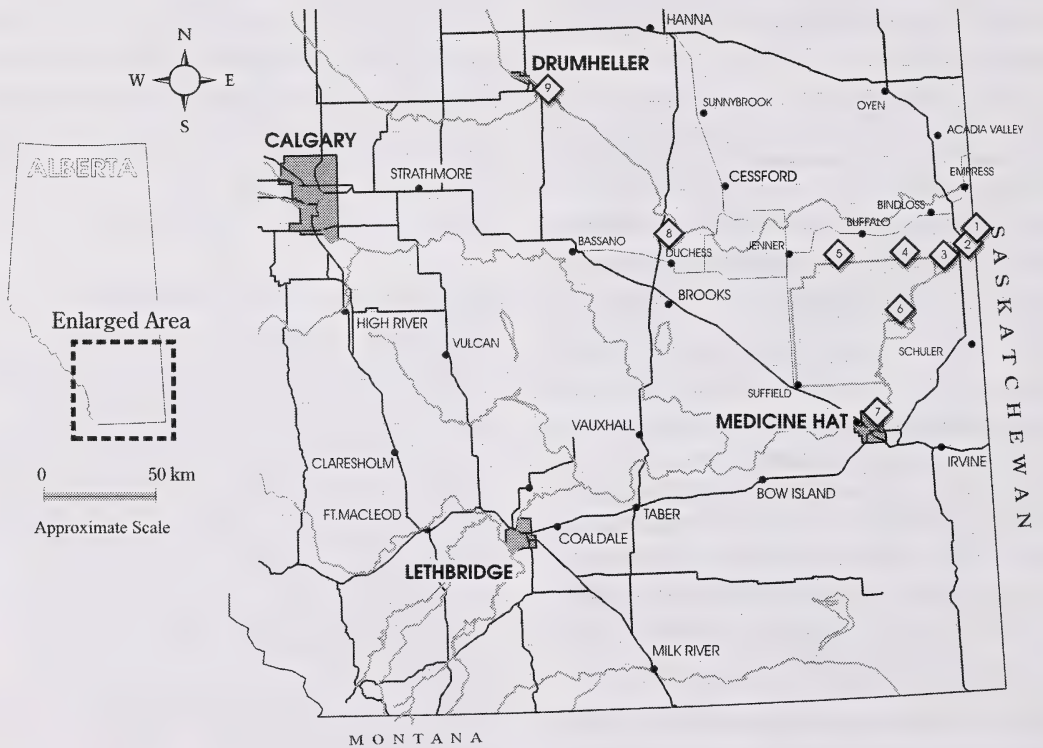 HANNA
N
DRUMHELLER
W E
9
OYEN
SUNNYBROOK
S
ACADIA VALLEY
CALGARY
ALBERTA
STRATHMORE
CESSFORD
EMPRESS
BINDLOSS
BUFFALO
1
8
2
BASSANO
JENNER
5
4
3
DUCHESS
SASKATCHEWAN
BROOKS
6
Enlarged Area
HIGH RIVER
VULCAN
SCHULER
SUFFIELD
7
MEDICINE HAT
VAUXHALL
CLARESHOLM
IRVINE
0 50 km
BOW ISLAND
Approximate Scale
FT.MACLEOD
TABER
COALDALE
LETHBRIDGE
MILK RIVER
MONTANA